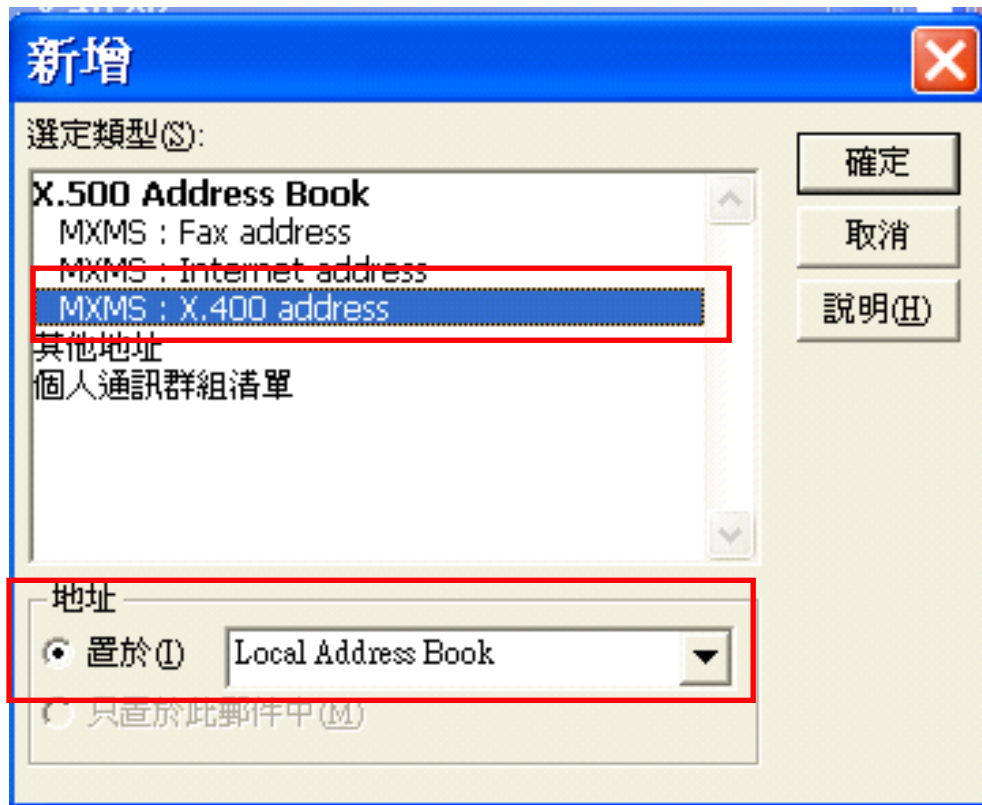 新增
選定類型(S):
X.500 Address Book
MXMS : Fax address
MXMS : Internet address
MXMS : X.400 address
其他地址
個人通訊群組清單
確定
取消
說明(H)
地址
置於(I)
Local Address Book
只置於此郵件中(M)